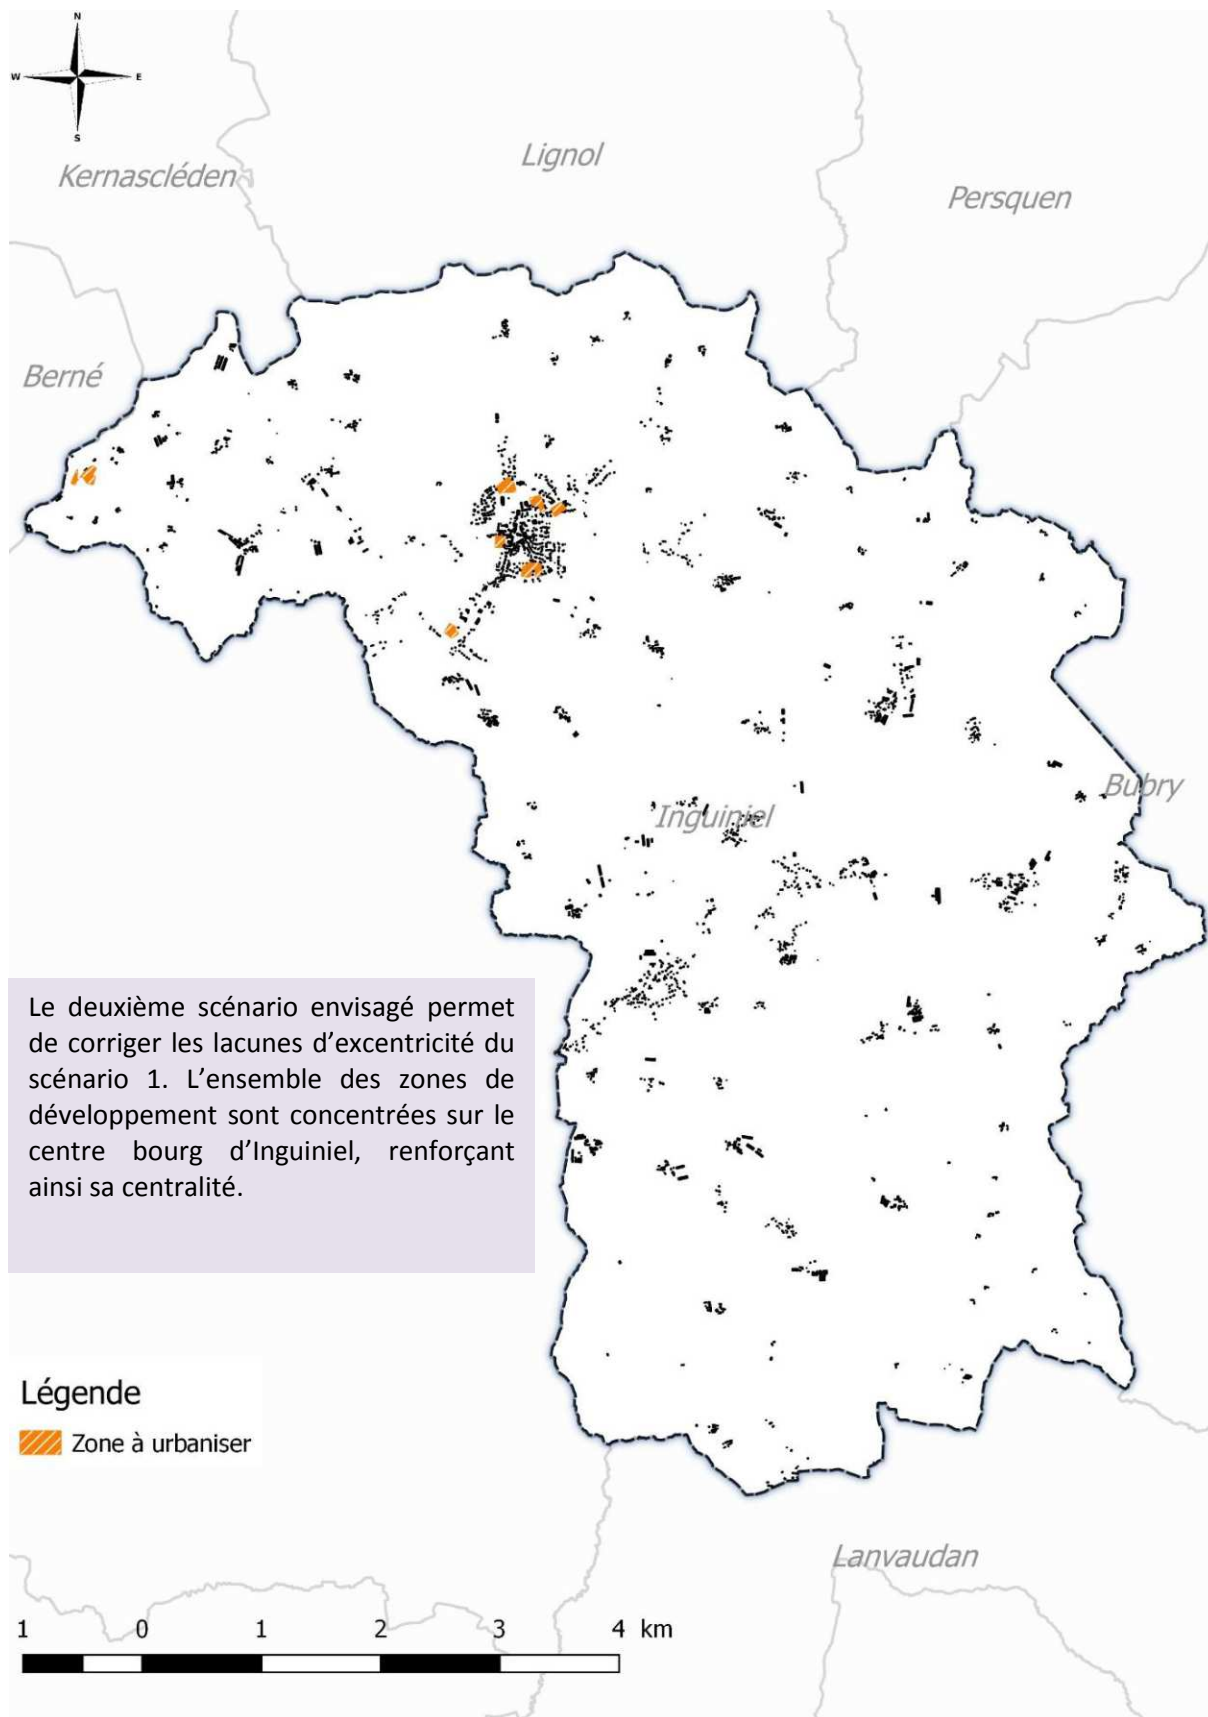 N
W
E
S
Kernascléden
Lignol
Persquen
Berné
Bubry
Inguiniel
Le deuxième scénario envisagé permet
de corriger les lacunes d’excentricité du
scénario 1. L’ensemble des zones de
développement sont concentrées sur le
centre bourg d’Inguiniel, renforçant
ainsi sa centralité.
Légende
Zone à urbaniser
Lanvaudan
1 0 1 2 3 4 km